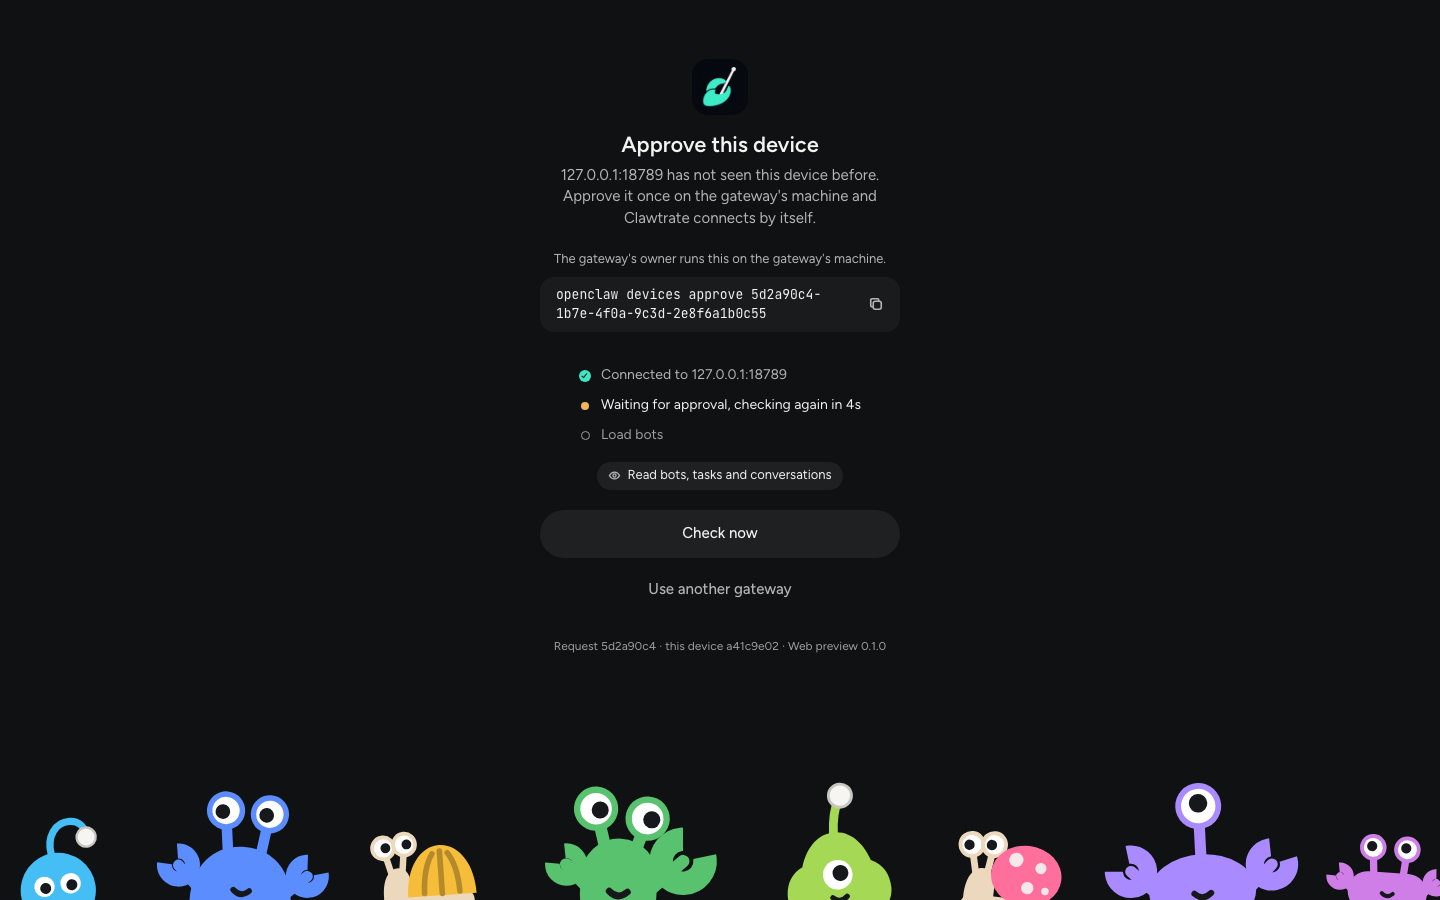 Approve this device
127.0.0.1:18789 has not seen this device before.
Approve it once on the gateway's machine and
Clawtrate connects by itself.
The gateway's owner runs this on the gateway's machine.
openclaw devices approve 5d2a90c4-
1b7e-4f0a-9c3d-2e8f6a1b0c55
Connected to 127.0.0.1:18789
Waiting for approval, checking again in 4s
Load bots
Read bots, tasks and conversations
Check now
Use another gateway
Request 5d2a90c4 · this device a41c9e02 · Web preview 0.1.0